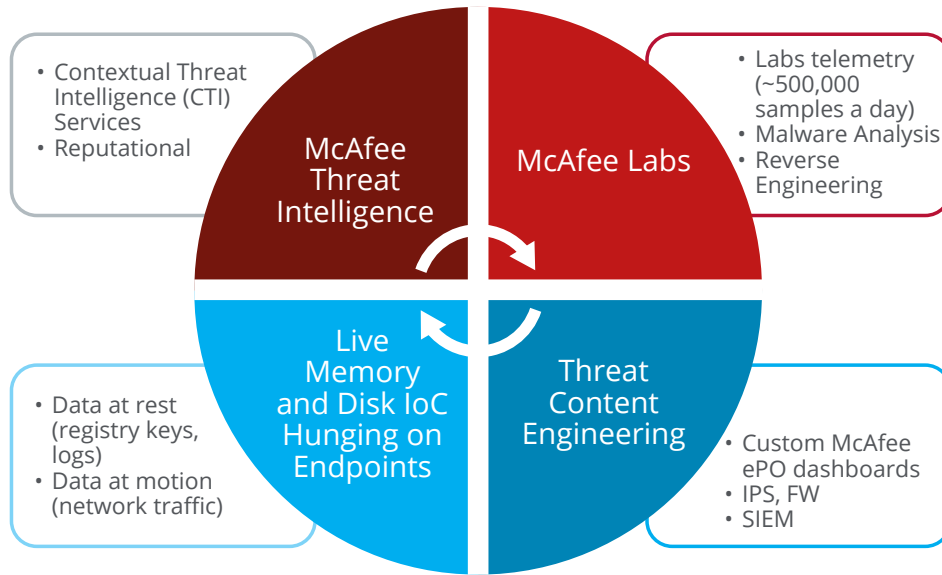 • Contextual Threat
Intelligence (CTI)
Services
• Reputational
McAfee
Threat
Intelligence
McAfee Labs
• Labs telemetry
(~500,000
samples a day)
• Malware Analysis
• Reverse
Engineering
• Data at rest
(registry keys,
logs)
• Data at motion
(network traffic)
Live
Memory
and Disk IoC
Hunging on
Endpoints
Threat
Content
Engineering
• Custom McAfee
ePO dashboards
• IPS, FW
• SIEM